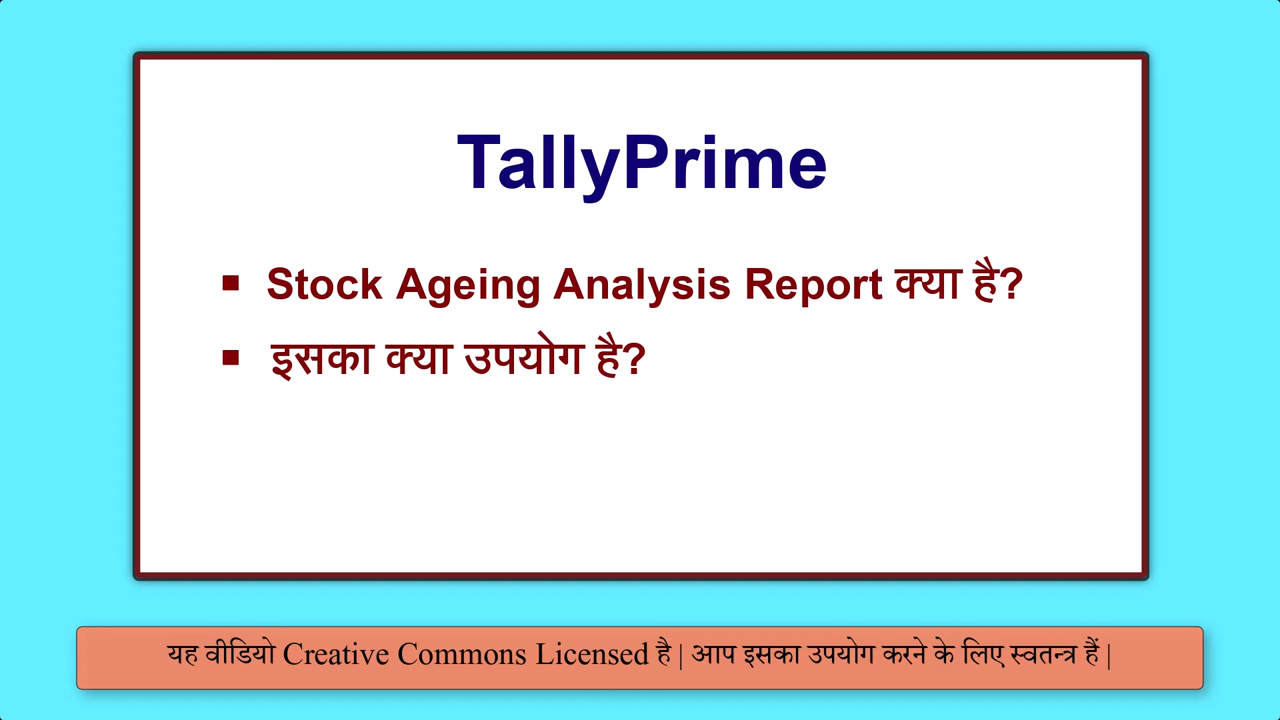 TallyPrime
▪ Stock Ageing Analysis Report क्या है?
▪ इसका क्या उपयोग है?
यह वीडियो Creative Commons Licensed है | आप इसका उपयोग करने के लिए स्वतन्त्र हैं |